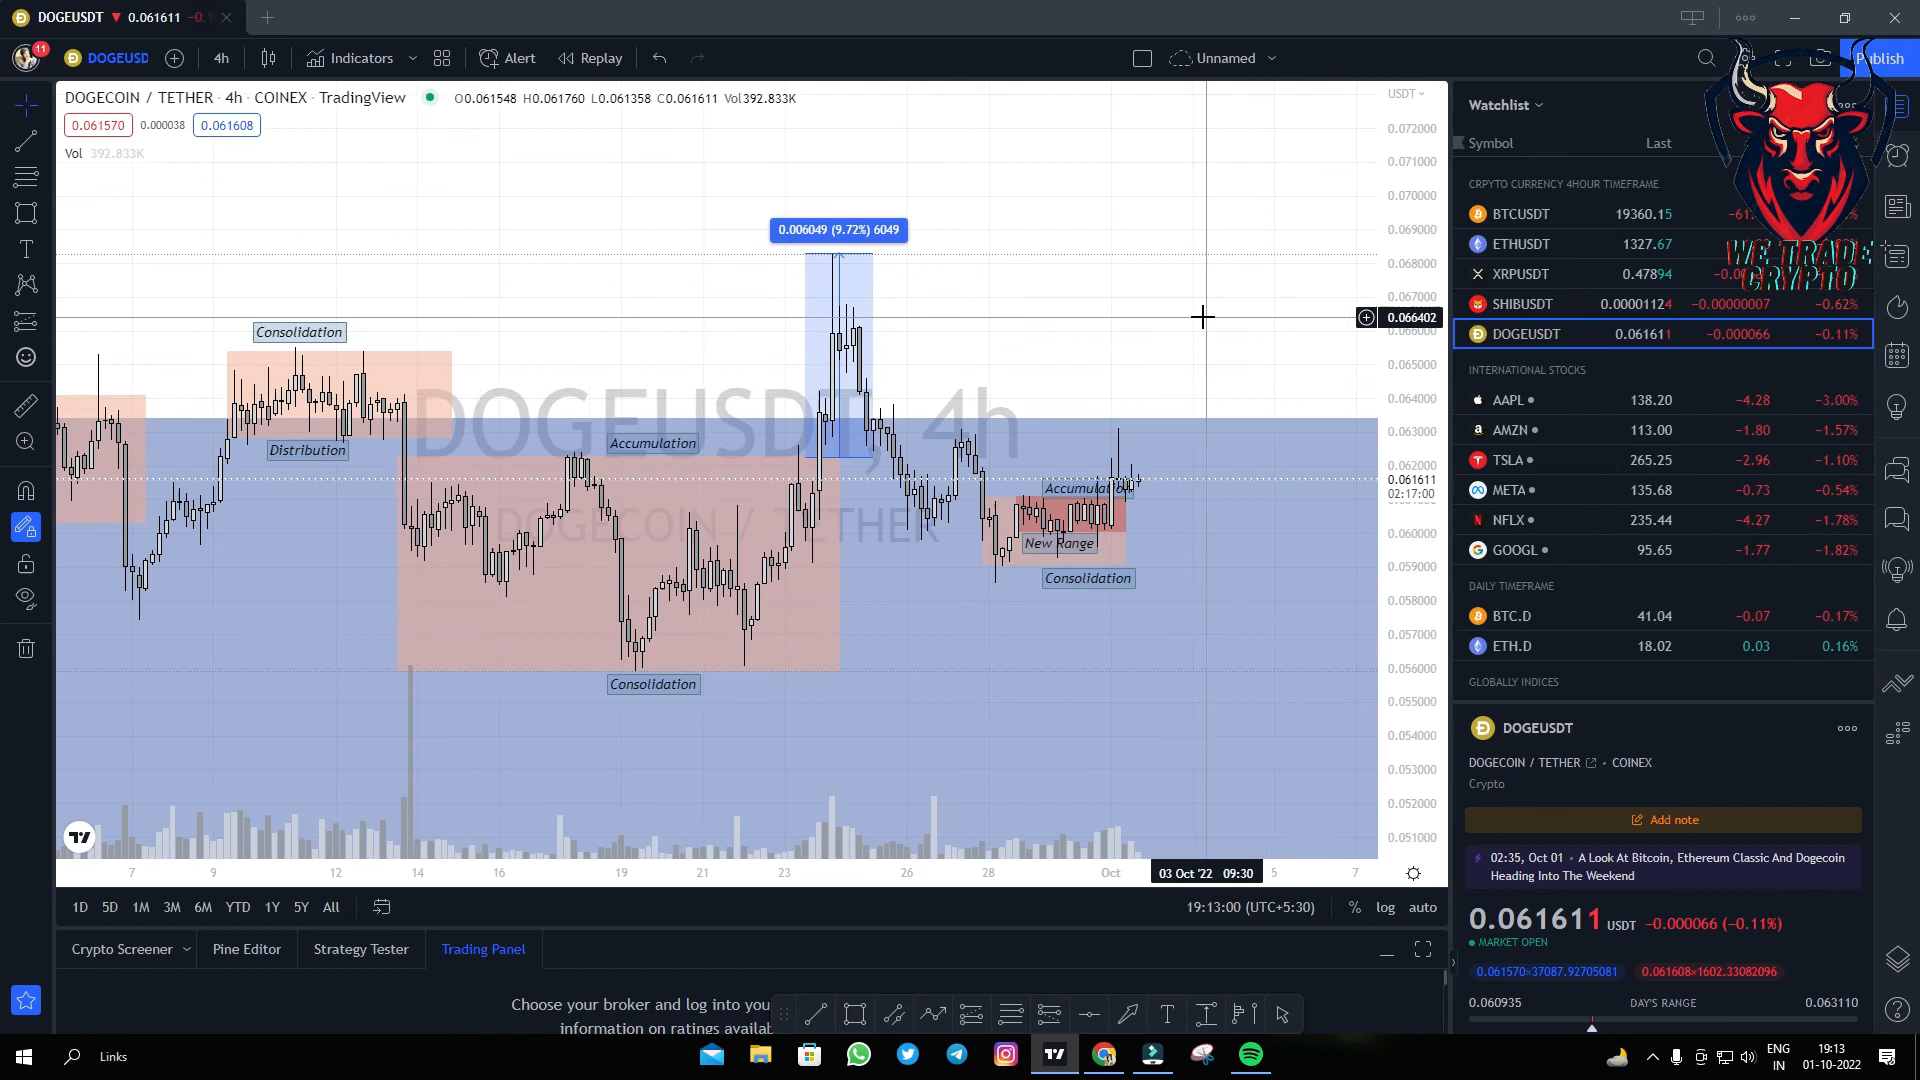 DOGEUSDT ▼ 0.061611 −0.1
11
DOGEUSD
4h
Indicators
Alert
Replay
Unnamed
Publish
DOGECOIN / TETHER · 4h · COINEX · TradingView
O0.061548 H0.061760 L0.061358 C0.061611 Vol392.833K
0.061570
0.000038
0.061608
Vol 392.833K
USDT
0.072000
0.071000
0.070000
0.069000
0.068000
0.067000
0.066402
0.066000
0.065000
0.064000
0.063000
0.062000
0.061611
02:17:00
0.060000
0.059000
0.058000
0.057000
0.056000
0.055000
0.054000
0.053000
0.052000
0.051000
0.006049 (9.72%) 6049
DOGEUSDT, 4h
DOGECOIN / TETHER
Consolidation
Distribution
Accumulation
Consolidation
Accumulation
New Range
Consolidation
7 9 12 14 16 19 21 23 26 28 Oct 03 Oct '22 09:30 5 7
1D 5D 1M 3M 6M YTD 1Y 5Y All
19:13:00 (UTC+5:30) % log auto
Crypto Screener
Pine Editor
Strategy Tester
Trading Panel
Choose your broker and log into you
information on ratings availab
Watchlist
Symbol Last
WE TRADE
CRYPTO
CRPYTO CURRENCY 4HOUR TIMEFRAME
BTCUSDT 19360.15 −61.
ETHUSDT 1327.67
XRPUSDT 0.47894 −0.00
SHIBUSDT 0.00001124 −0.00000007 −0.62%
DOGEUSDT 0.061611 −0.000066 −0.11%
INTERNATIONAL STOCKS
AAPL 138.20 −4.28 −3.00%
AMZN 113.00 −1.80 −1.57%
TSLA 265.25 −2.96 −1.10%
META 135.68 −0.73 −0.54%
NFLX 235.44 −4.27 −1.78%
GOOGL 95.65 −1.77 −1.82%
DAILY TIMEFRAME
BTC.D 41.04 −0.07 −0.17%
ETH.D 18.02 0.03 0.16%
GLOBALLY INDICES
DOGEUSDT
DOGECOIN / TETHER • COINEX
Crypto
Add note
02:35, Oct 01 • A Look At Bitcoin, Ethereum Classic And Dogecoin
Heading Into The Weekend
0.061611 USDT −0.000066 (−0.11%)
MARKET OPEN
0.061570×37087.92705081 0.061608×1602.33082096
0.060935 DAY'S RANGE 0.063110
Links
ENG
IN
19:13
01-10-2022